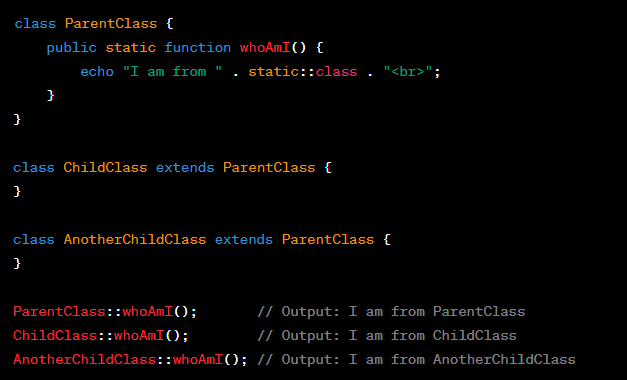 class ParentClass {
    public static function whoAmI() {
        echo "I am from " . static::class . "<br>";
    }
}

class ChildClass extends ParentClass {
}

class AnotherChildClass extends ParentClass {
}

ParentClass::whoAmI();       // Output: I am from ParentClass
ChildClass::whoAmI();        // Output: I am from ChildClass
AnotherChildClass::whoAmI(); // Output: I am from AnotherChildClass